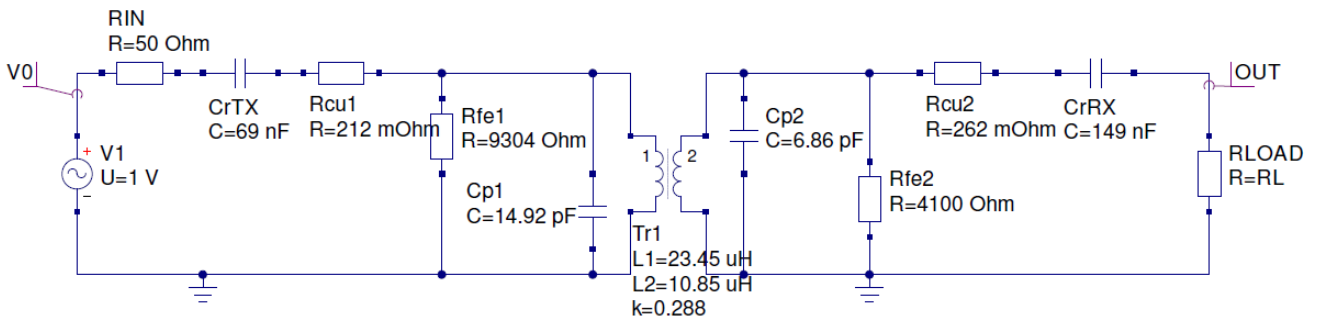 RIN
R=50 Ohm
V0
CrTX
C=69 nF
Rcu1
R=212 mOhm
V1
U=1 V
Rfe1
R=9304 Ohm
Cp1
C=14.92 pF
1
2
Tr1
L1=23.45 uH
L2=10.85 uH
k=0.288
Cp2
C=6.86 pF
Rfe2
R=4100 Ohm
Rcu2
R=262 mOhm
CrRX
C=149 nF
OUT
RLOAD
R=RL